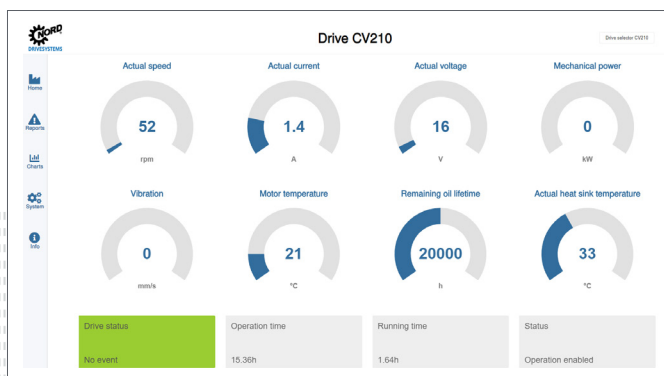 NORD
DRIVESYSTEMS
Drive CV210
Drive selector CV210
Home
Reports
Charts
System
Info
Actual speed
52
rpm
Actual current
1.4
A
Actual voltage
16
V
Mechanical power
0
kW
Vibration
0
mm/s
Motor temperature
21
°C
Remaining oil lifetime
20000
h
Actual heat sink temperature
33
°C
Drive status
No event
Operation time
15.36h
Running time
1.64h
Status
Operation enabled